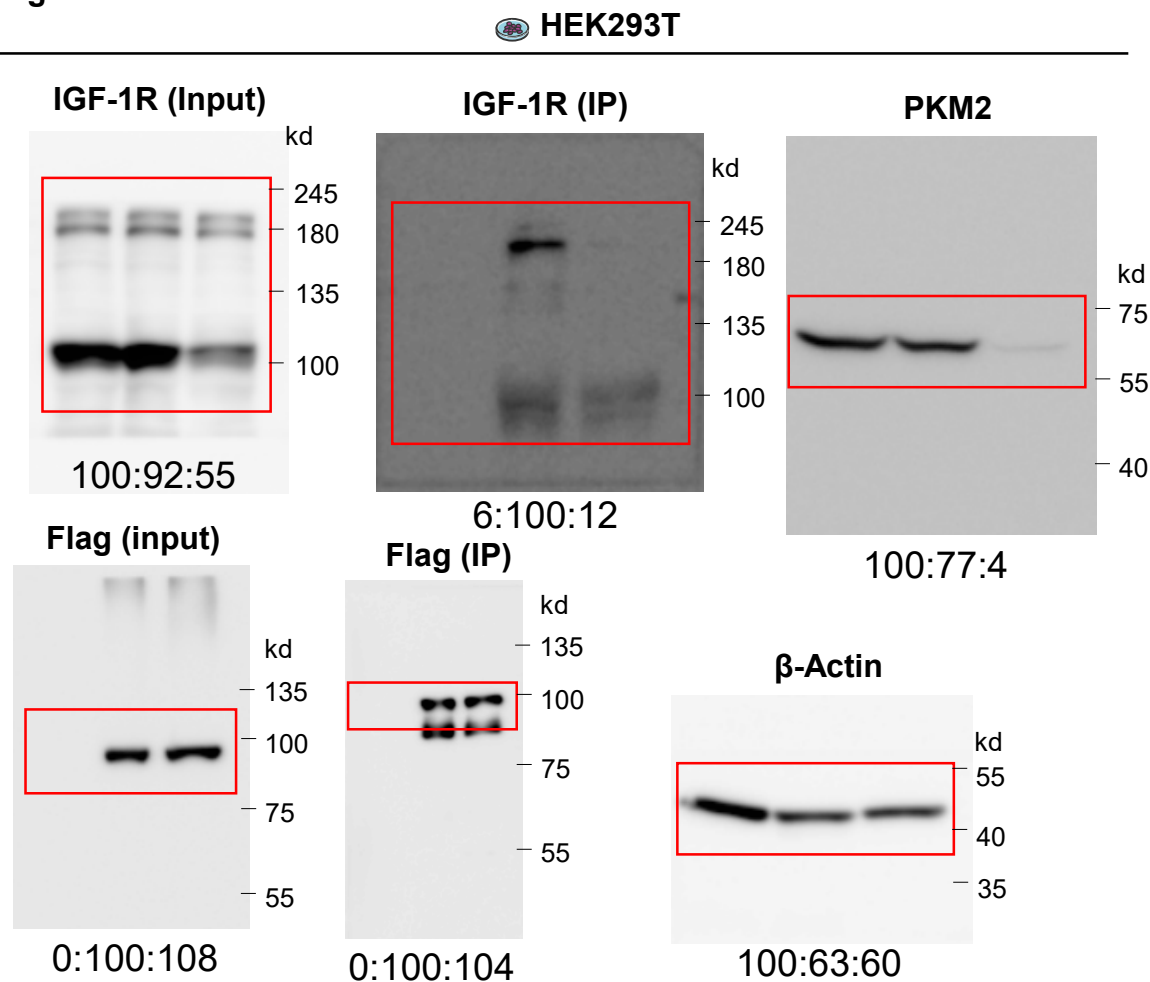 g
HEK293T
IGF-1R (Input)
kd
245
180
135
100
100:92:55
IGF-1R (IP)
kd
245
180
135
100
6:100:12
PKM2
kd
75
55
40
100:77:4
Flag (input)
kd
135
100
75
55
0:100:108
Flag (IP)
kd
135
100
75
55
0:100:104
β-Actin
kd
55
40
35
100:63:60